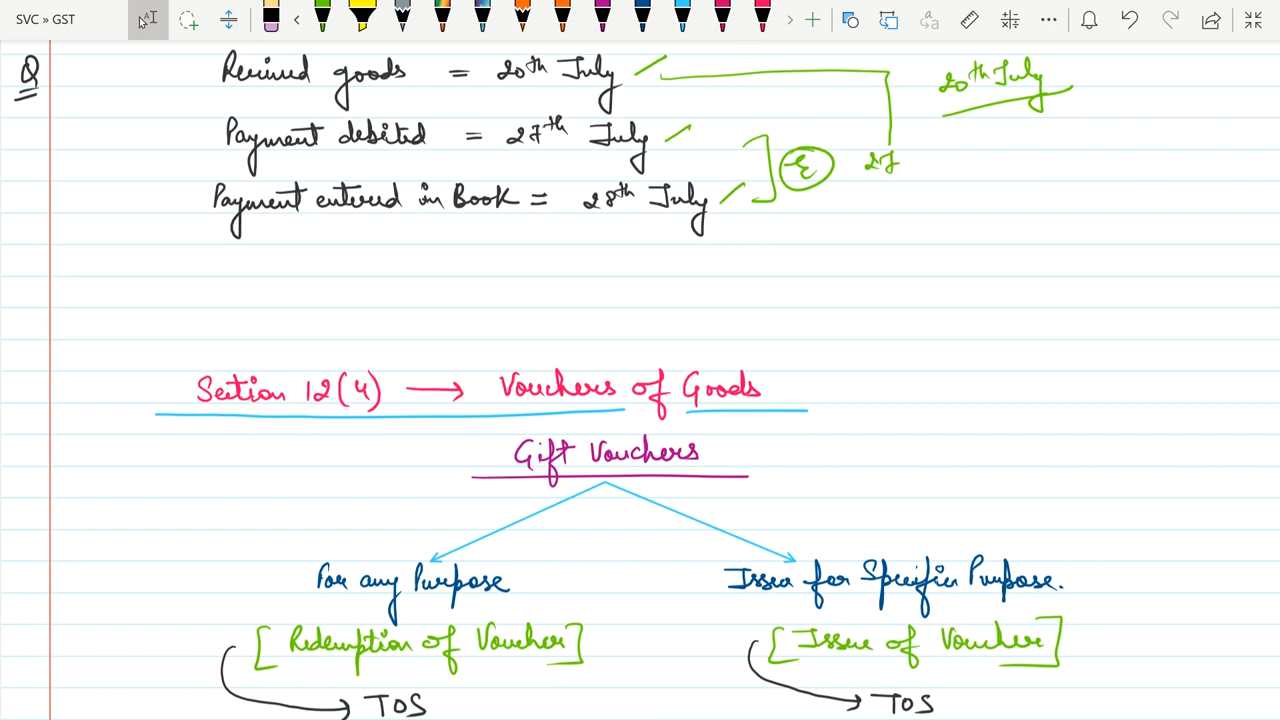 SVC » GST
Q
Received goods = 20th July
20th July
Payment debited = 27th July
E
27
Payment entered in Book = 28th July
Section 12(4) → Vouchers of Goods
Gift Vouchers
For any Purpose
Issue for Specific Purpose.
[Redemption of Voucher]
[Issue of Voucher]
→ TOS
→ TOS